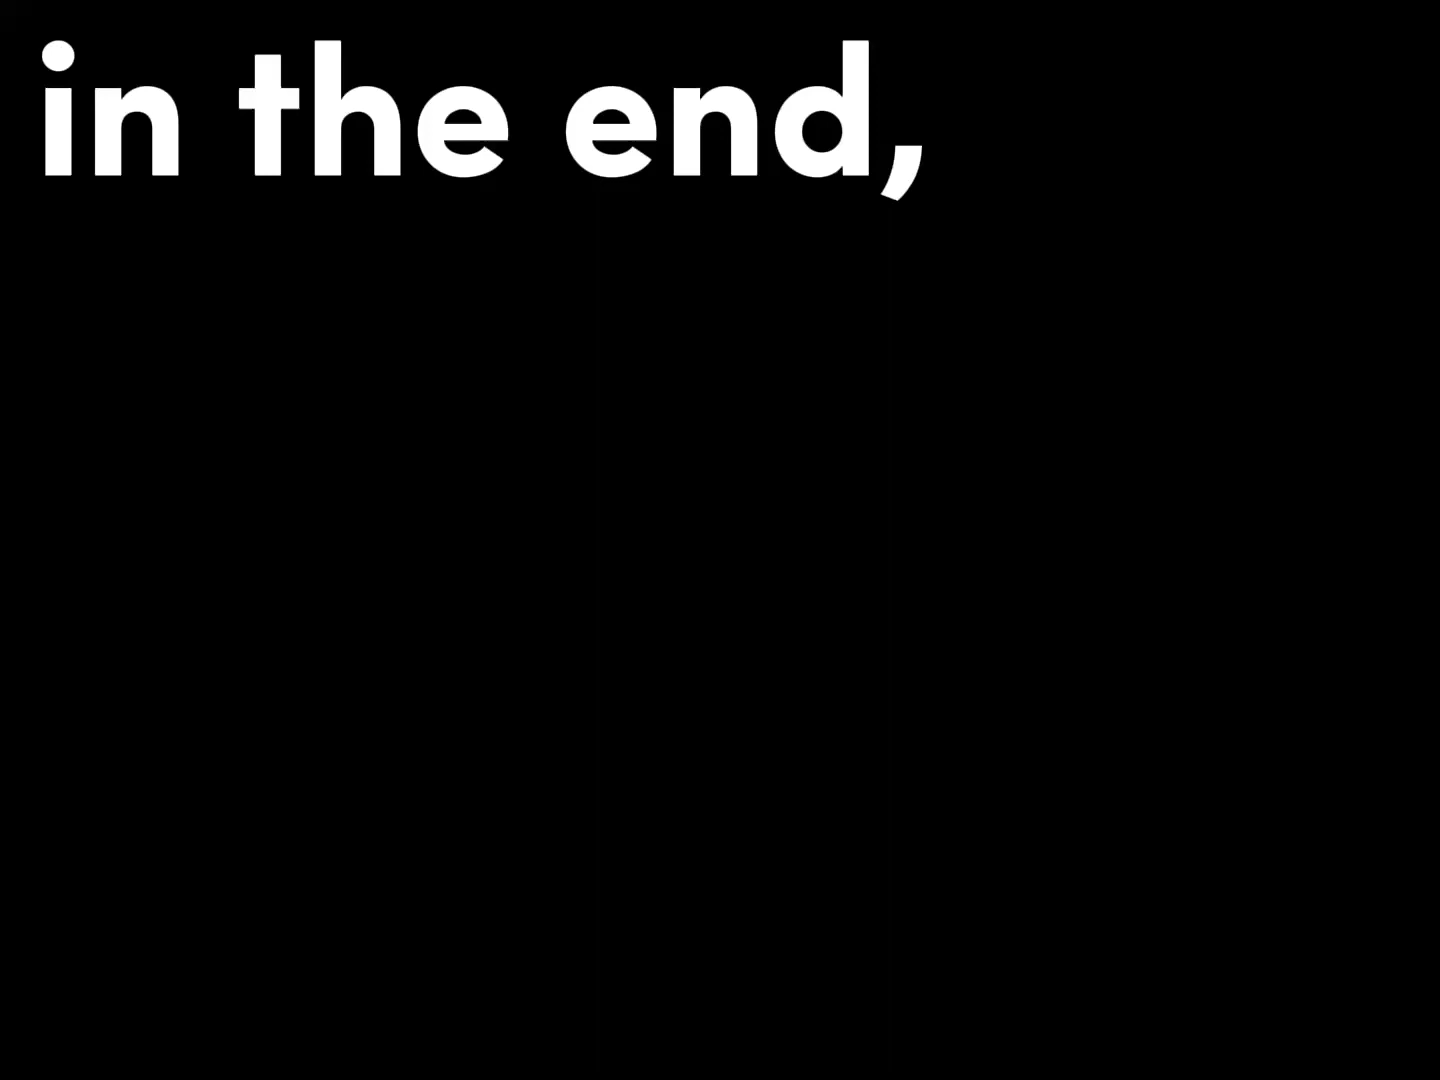 in the end,